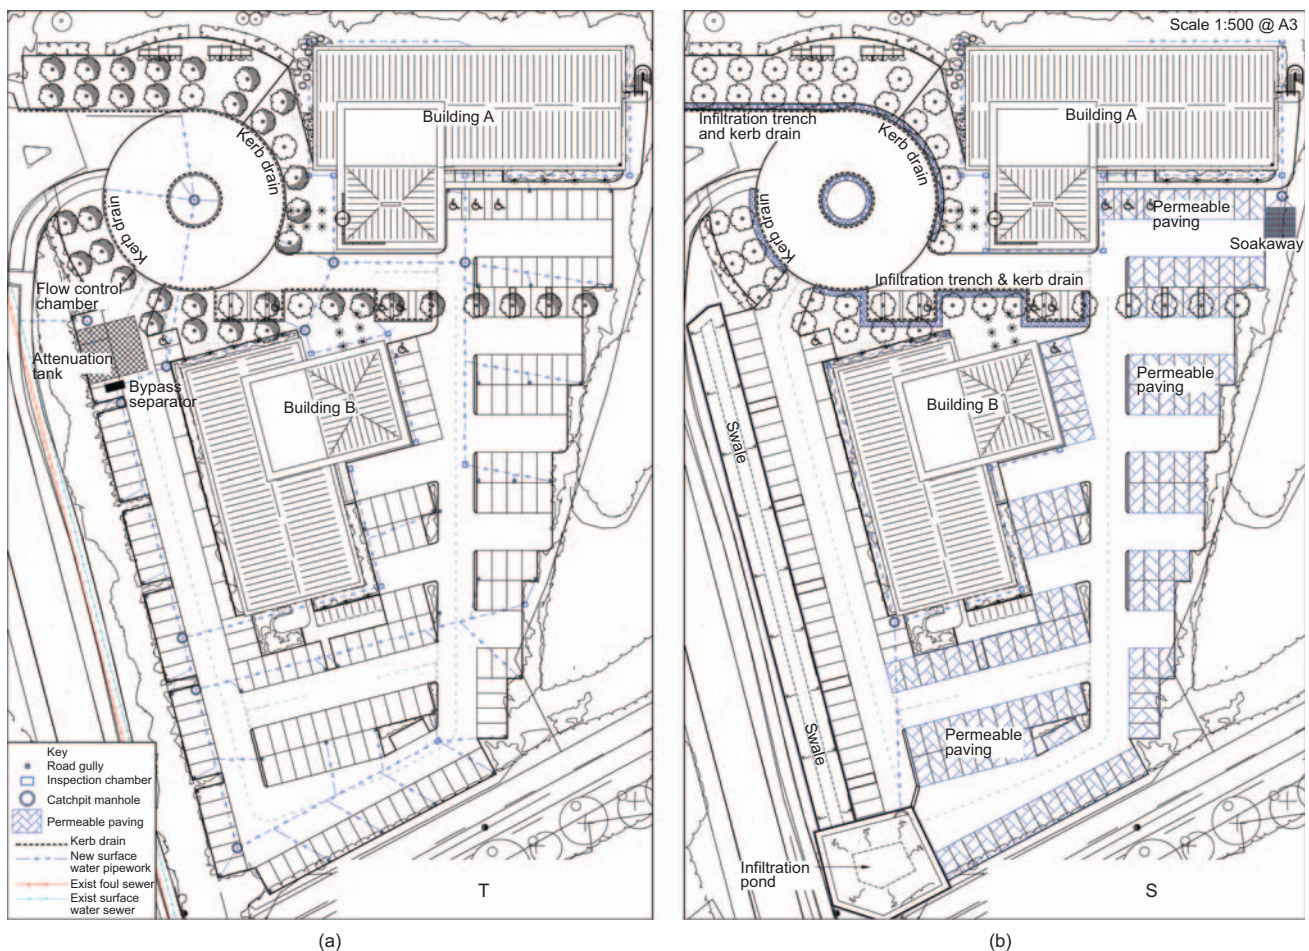 Scale 1:500 @ A3
Building A
Kerb drain
Kerb drain
Flow control
chamber
Attenuation
tank
Bypass
separator
Building B
Key
Road gully
Inspection chamber
Catchpit manhole
Permeable paving
Kerb drain
New surface
water pipework
Exist foul sewer
Exist surface
water sewer
T
(a)
Building A
Infiltration trench
and kerb drain
Kerb drain
Kerb drain
Permeable
paving
Soakaway
Infiltration trench & kerb drain
Permeable
paving
Building B
Swale
Swale
Permeable
paving
Infiltration
pond
S
(b)